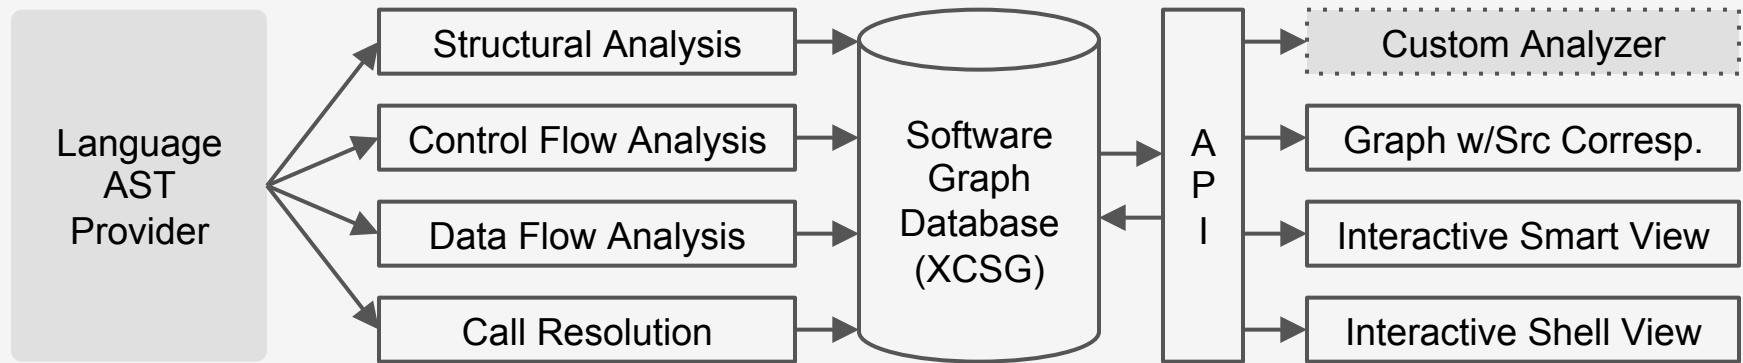 Language
AST
Provider
Structural Analysis
Control Flow Analysis
Data Flow Analysis
Call Resolution
Software
Graph
Database
(XCSG)
A
P
I
Custom Analyzer
Graph w/Src Corresp.
Interactive Smart View
Interactive Shell View